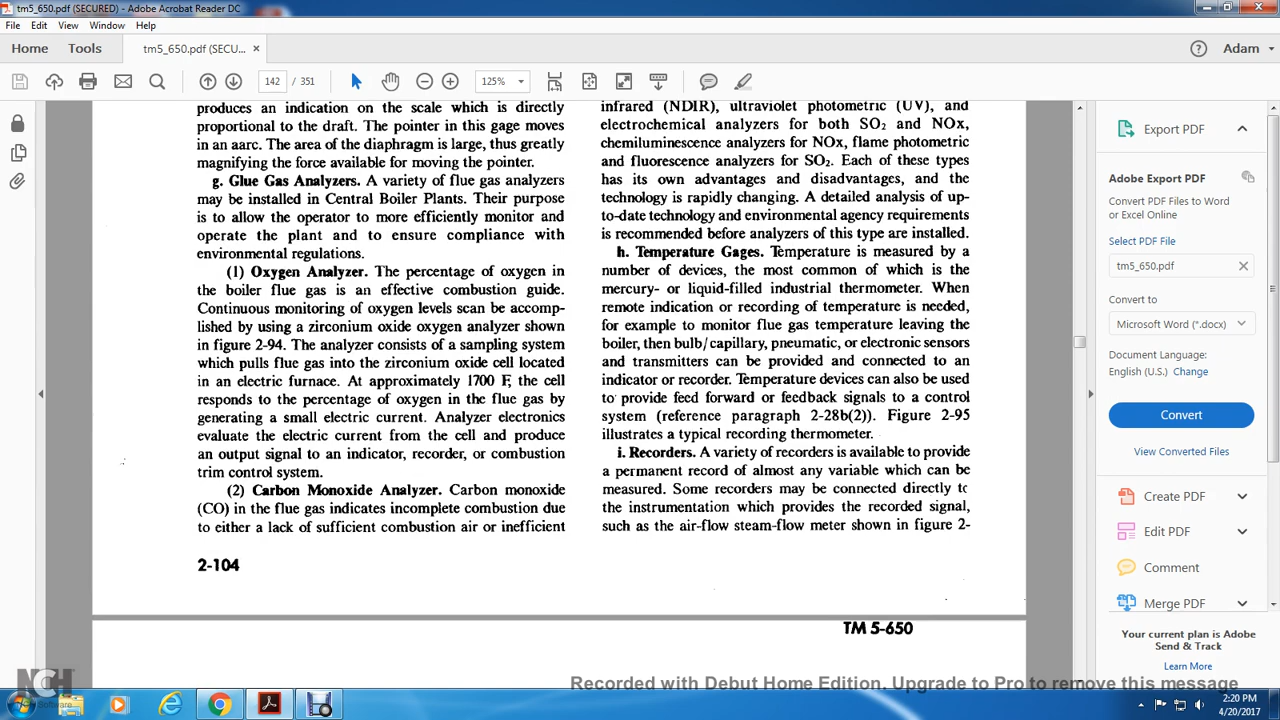 tm5_650.pdf (SECURED) - Adobe Acrobat Reader DC
File Edit View Window Help
Home Tools tm5_650.pdf (SECU... × Adam
142 / 351 125%
produces an indication on the scale which is directly
proportional to the draft. The pointer in this gage moves
in an aarc. The area of the diaphragm is large, thus greatly
magnifying the force available for moving the pointer.
g. Glue Gas Analyzers. A variety of flue gas analyzers
may be installed in Central Boiler Plants. Their purpose
is to allow the operator to more efficiently monitor and
operate the plant and to ensure compliance with
environmental regulations.
(1) Oxygen Analyzer. The percentage of oxygen in
the boiler flue gas is an effective combustion guide.
Continuous monitoring of oxygen levels scan be accomp-
lished by using a zirconium oxide oxygen analyzer shown
in figure 2-94. The analyzer consists of a sampling system
which pulls flue gas into the zirconium oxide cell located
in an electric furnace. At approximately 1700 F, the cell
responds to the percentage of oxygen in the flue gas by
generating a small electric current. Analyzer electronics
evaluate the electric current from the cell and produce
an output signal to an indicator, recorder, or combustion
trim control system.
(2) Carbon Monoxide Analyzer. Carbon monoxide
(CO) in the flue gas indicates incomplete combustion due
to either a lack of sufficient combustion air or inefficient
2-104
infrared (NDIR), ultraviolet photometric (UV), and
electrochemical analyzers for both SO2 and NOx,
chemiluminescence analyzers for NOx, flame photometric
and fluorescence analyzers for SO2. Each of these types
has its own advantages and disadvantages, and the
technology is rapidly changing. A detailed analysis of up-
to-date technology and environmental agency requirements
is recommended before analyzers of this type are installed.
h. Temperature Gages. Temperature is measured by a
number of devices, the most common of which is the
mercury- or liquid-filled industrial thermometer. When
remote indication or recording of temperature is needed,
for example to monitor flue gas temperature leaving the
boiler, then bulb/capillary, pneumatic, or electronic sensors
and transmitters can be provided and connected to an
indicator or recorder. Temperature devices can also be used
to provide feed forward or feedback signals to a control
system (reference paragraph 2-28b(2)). Figure 2-95
illustrates a typical recording thermometer.
i. Recorders. A variety of recorders is available to provide
a permanent record of almost any variable which can be
measured. Some recorders may be connected directly to
the instrumentation which provides the recorded signal,
such as the air-flow steam-flow meter shown in figure 2-
TM 5-650
Export PDF
Adobe Export PDF
Convert PDF Files to Word
or Excel Online
Select PDF File
tm5_650.pdf
Convert to
Microsoft Word (*.docx)
Document Language:
English (U.S.) Change
Convert
View Converted Files
Create PDF
Edit PDF
Comment
Merge PDF
Your current plan is Adobe
Send & Track
Learn More
NCH
Software
Recorded with Debut Home Edition. Upgrade to Pro to remove this message
2:20 PM
4/20/2017